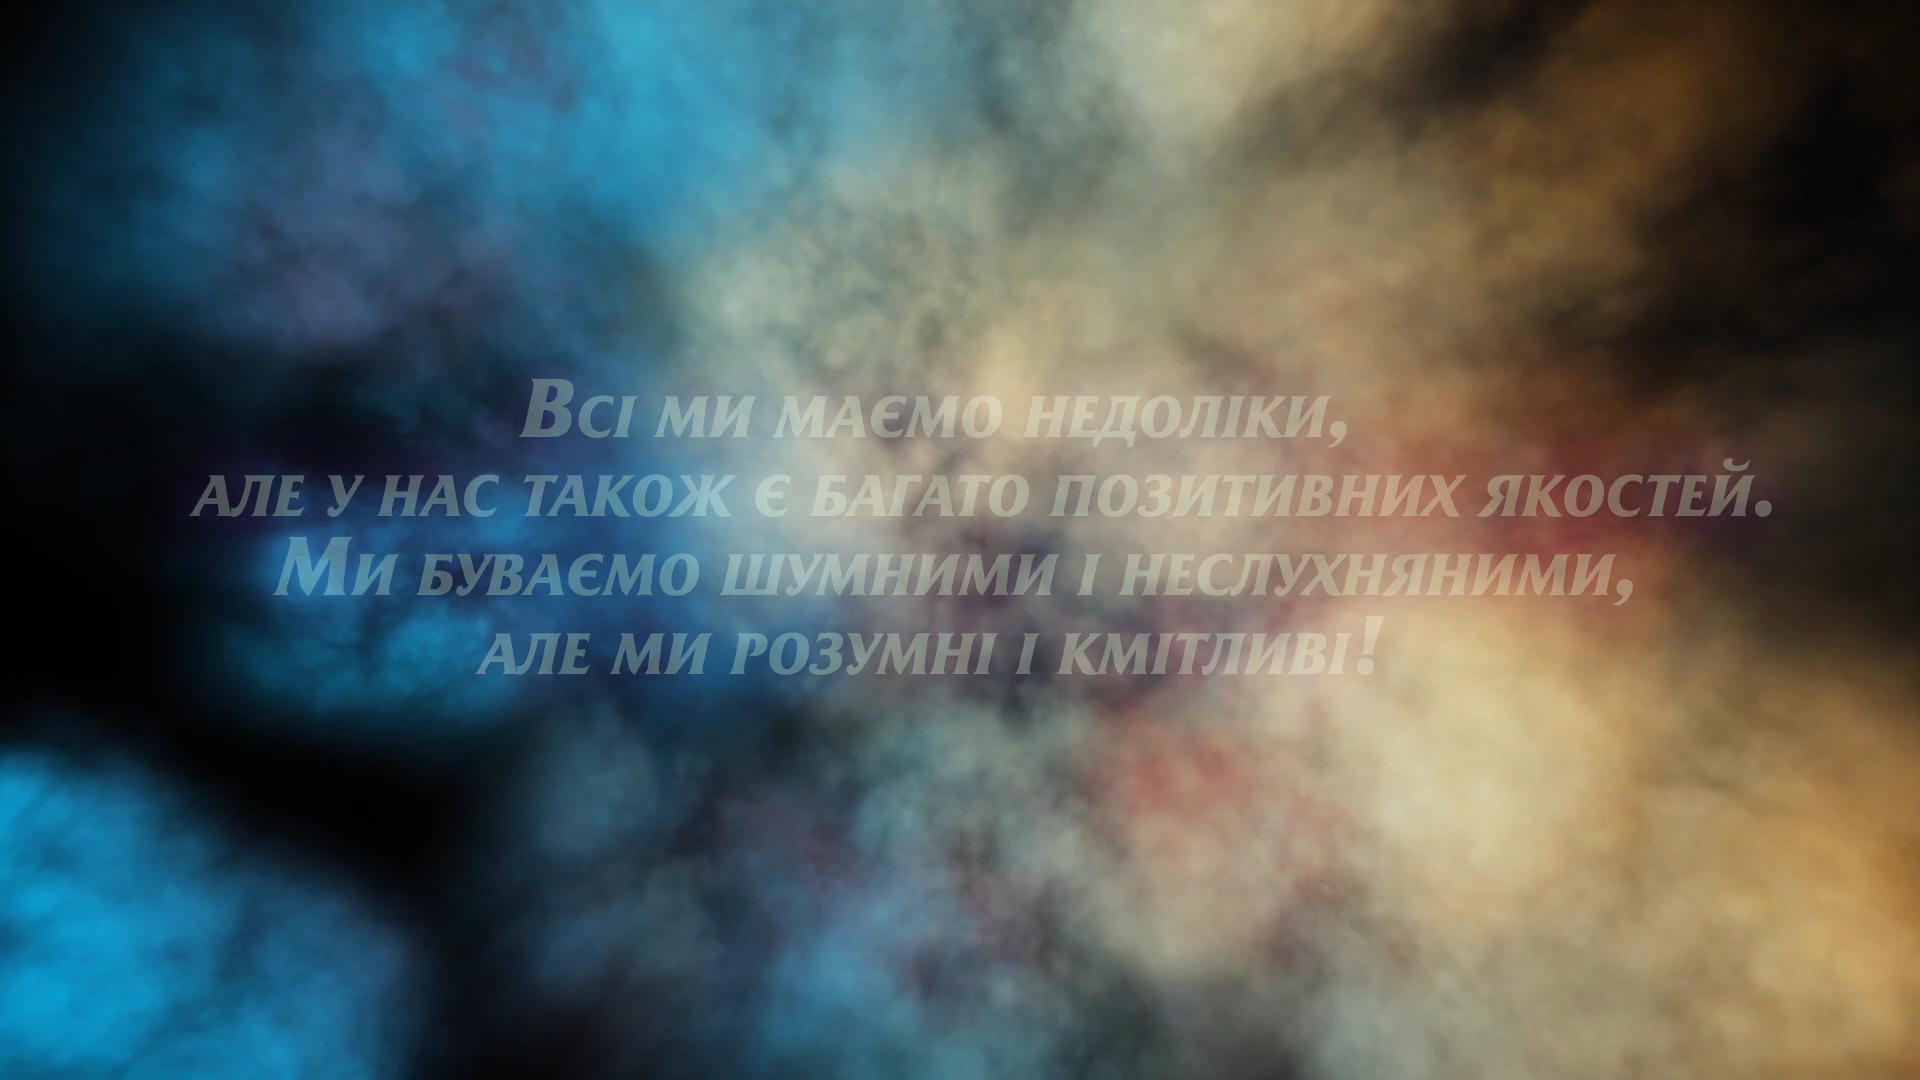 Всі ми маємо недоліки,
але у нас також є багато позитивних якостей.
Ми буваємо шумними і неслухняними,
але ми розумні і кмітливі!